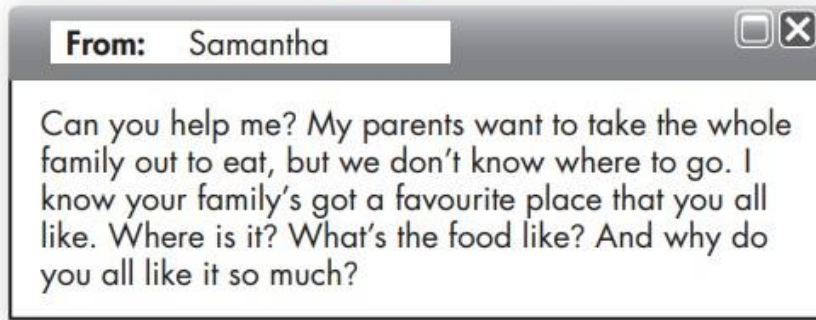 From: Samantha
Can you help me? My parents want to take the whole
family out to eat, but we don't know where to go. I
know your family's got a favourite place that you all
like. Where is it? What's the food like? And why do
you all like it so much?